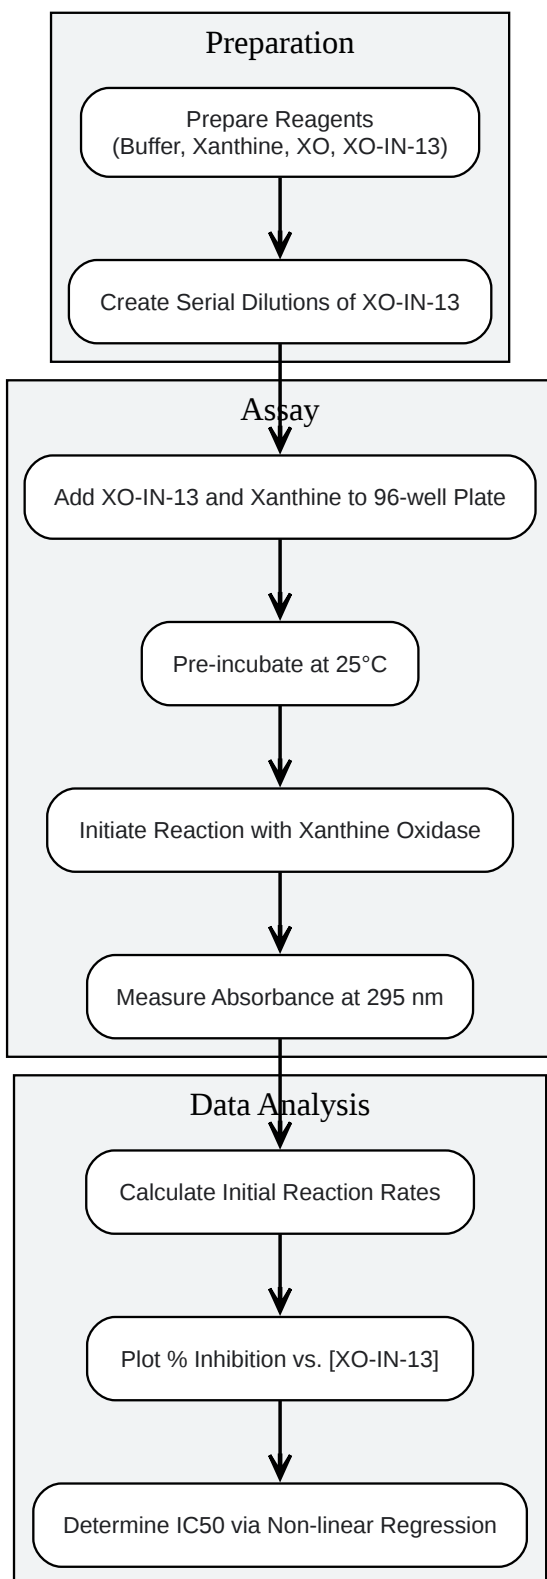 Preparation
Prepare Reagents
(Buffer, Xanthine, XO, XO-IN-13)
Create Serial Dilutions of XO-IN-13
Assay
Add XO-IN-13 and Xanthine to 96-well Plate
Pre-incubate at 25°C
Initiate Reaction with Xanthine Oxidase
Measure Absorbance at 295 nm
Data Analysis
Calculate Initial Reaction Rates
Plot % Inhibition vs. [XO-IN-13]
Determine IC50 via Non-linear Regression